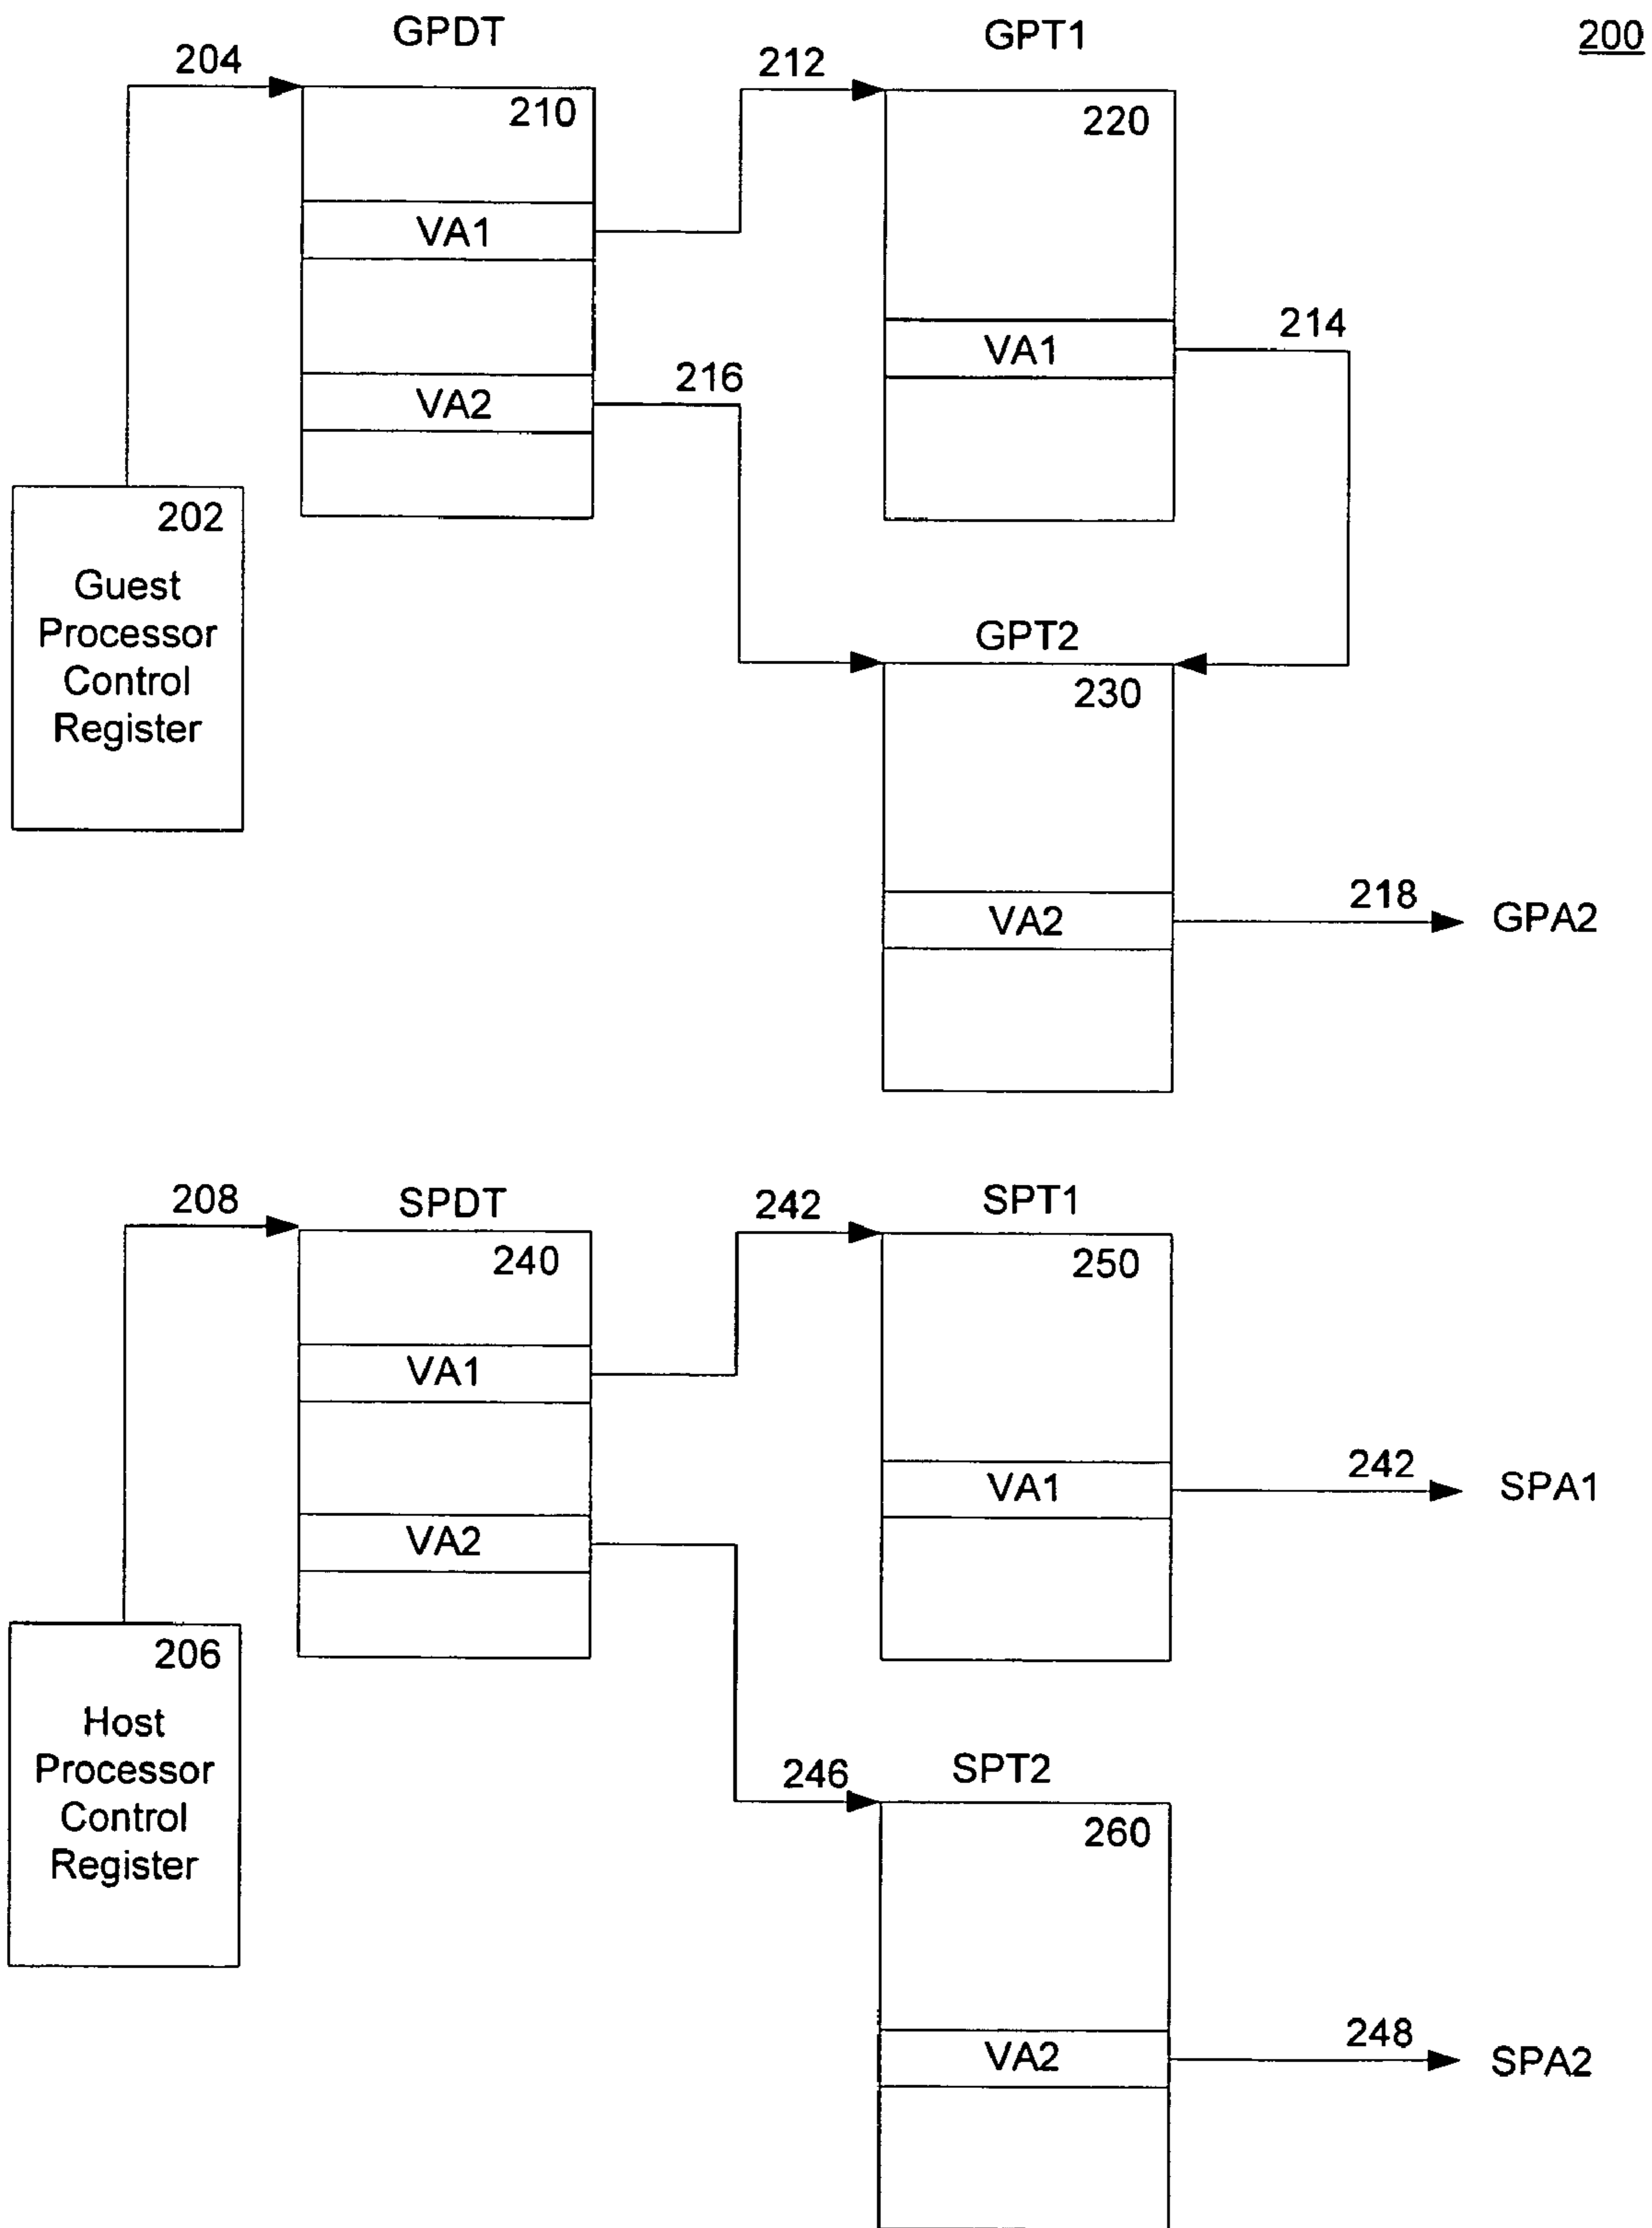 GPDT
GPT1
200
204
212
210
220
VA1
214
VA1
216
VA2
202
Guest
Processor
Control
Register
GPT2
230
218
VA2
GPA2
208
SPDT
242
SPT1
240
250
VA1
242
VA1
SPA1
VA2
206
Host
Processor
Control
Register
246
SPT2
260
248
VA2
SPA2